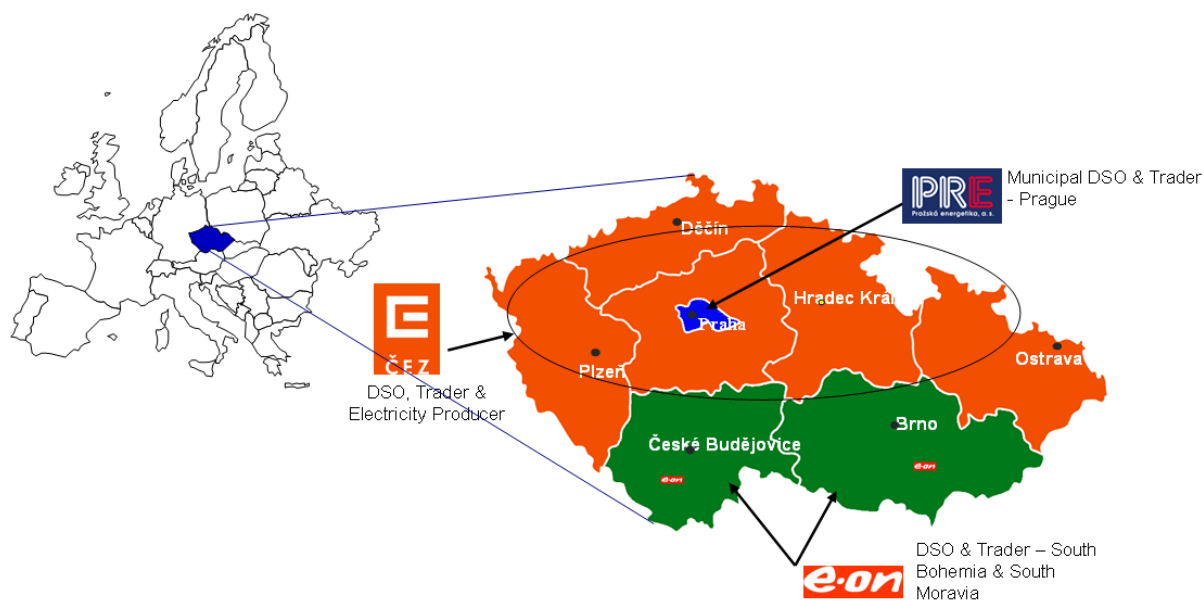 PRE
Pražská energetika, a.s.
Municipal DSO & Trader
- Prague
Děčín
Hradec Král
Praha
ČEZ
DSO, Trader &
Electricity Producer
Plzeň
Ostrava
Brno
České Budějovice
e·on
e·on
e·on
DSO & Trader – South
Bohemia & South
Moravia